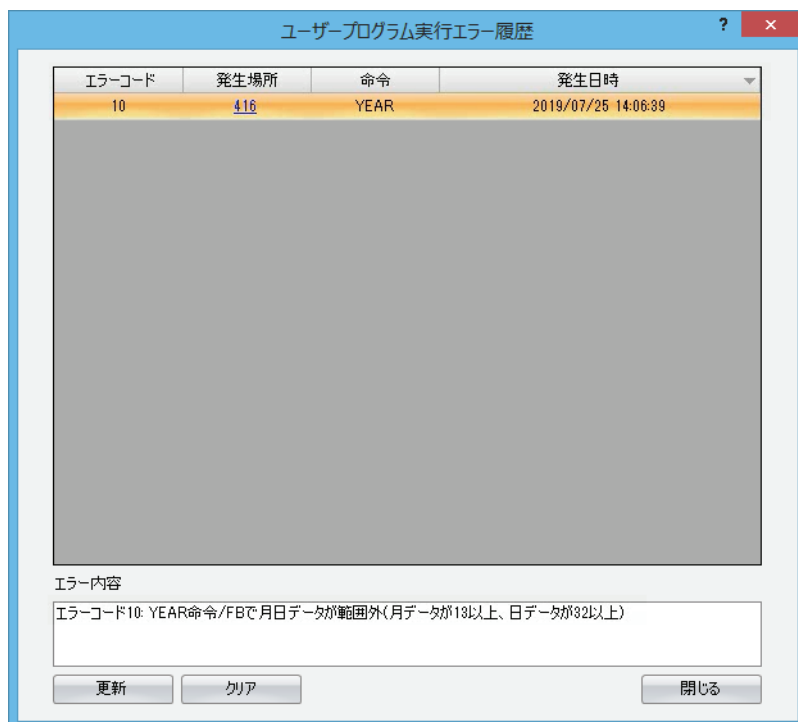 ユーザープログラム実行エラー履歴
エラーコード 発生場所 命令 発生日時
10 416 YEAR 2019/07/25 14:06:39
エラー内容
エラーコード10: YEAR命令/FBで月日データが範囲外(月データが13以上、日データが32以上)
更新 クリア 閉じる